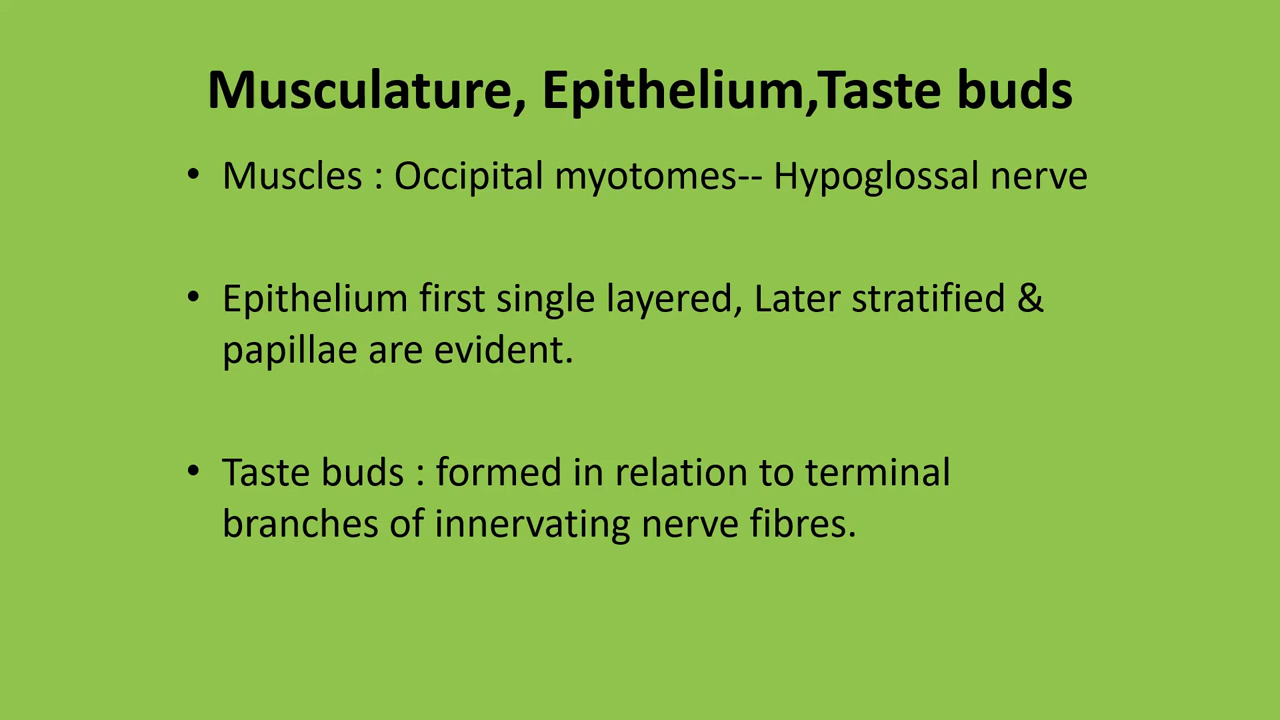 Musculature, Epithelium,Taste buds
• Muscles : Occipital myotomes-- Hypoglossal nerve
• Epithelium first single layered, Later stratified &
papillae are evident.
• Taste buds : formed in relation to terminal
branches of innervating nerve fibres.